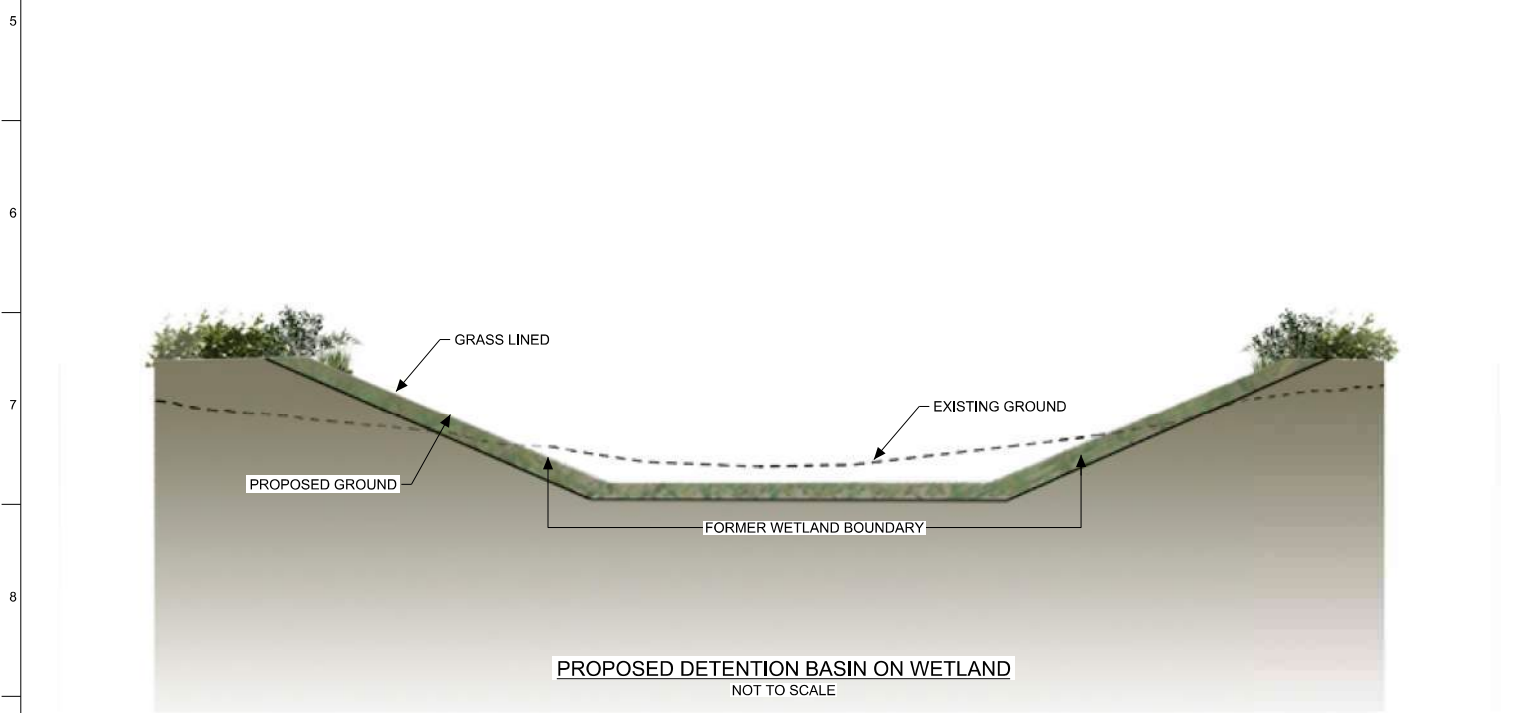 5
6
7
8
GRASS LINED
EXISTING GROUND
PROPOSED GROUND
FORMER WETLAND BOUNDARY
PROPOSED DETENTION BASIN ON WETLAND
NOT TO SCALE